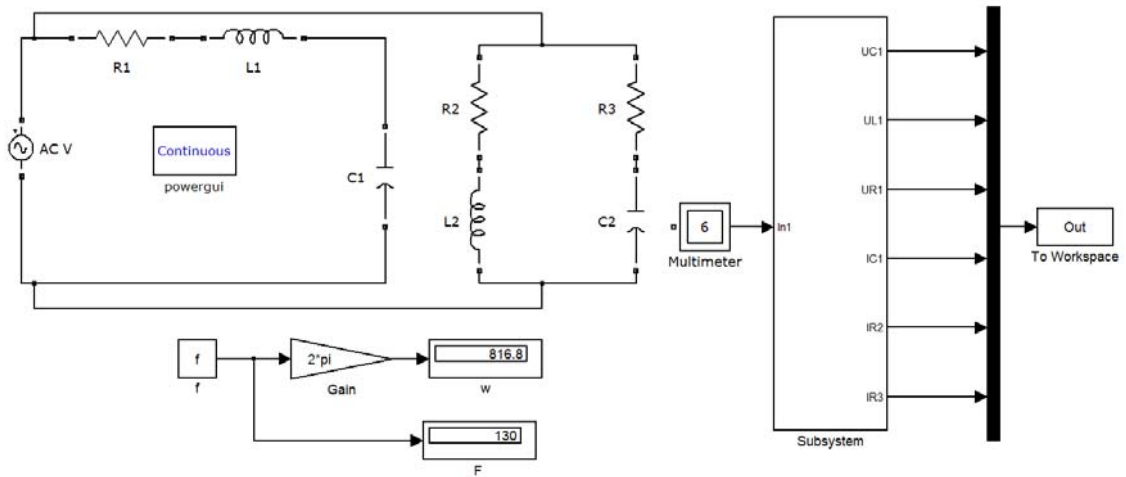 R1
L1
R2
R3
AC V
Continuous
powergui
C1
L2
C2
6
Multimeter
In1
UC1
UL1
UR1
IC1
IR2
IR3
Subsystem
Out
To Workspace
f
f
2*pi
Gain
816.8
w
130
F